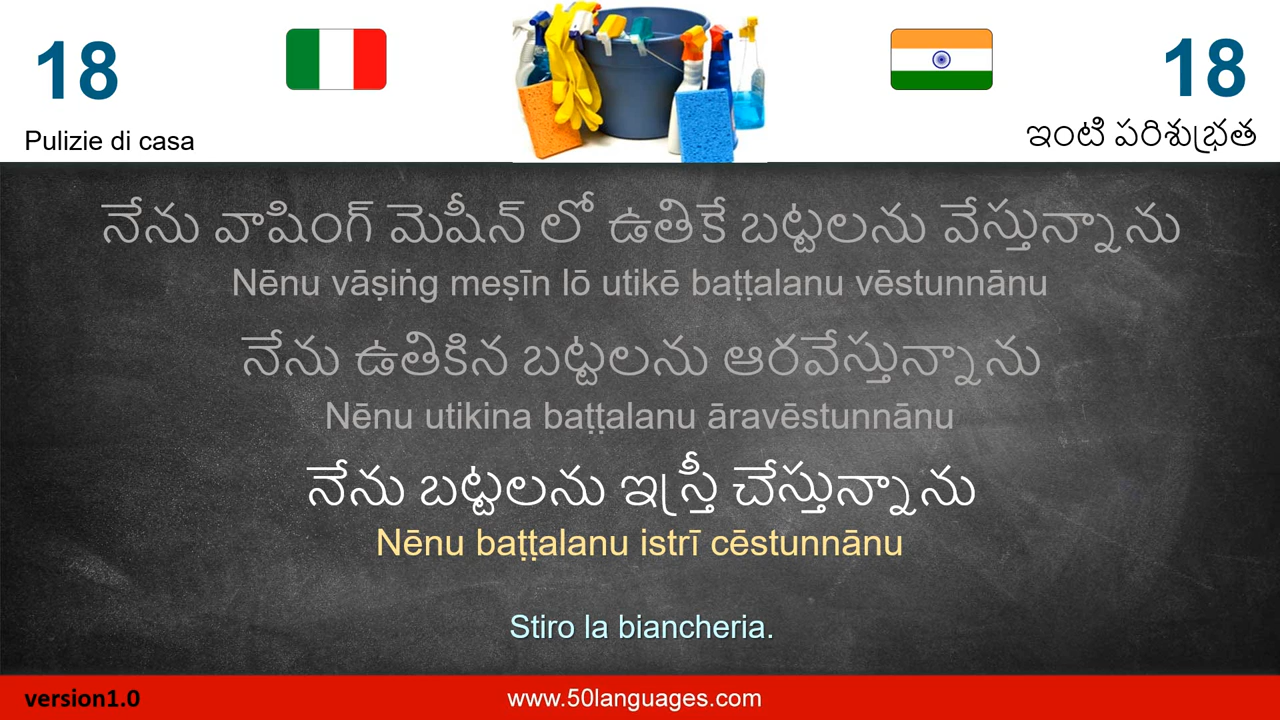 18
18
Pulizie di casa
ఇంటి పరిశుభ్రత
నేను వాషింగ్ మెషీన్ లో ఉతికే బట్టలను వేస్తున్నాను
Nēnu vāṣiṅg meṣīn lō utikē baṭṭalanu vēstunnānu
నేను ఉతికిన బట్టలను ఆరవేస్తున్నాను
Nēnu utikina baṭṭalanu āravēstunnānu
నేను బట్టలను ఇస్త్రీ చేస్తున్నాను
Nēnu baṭṭalanu istrī cēstunnānu
Stiro la biancheria.
version1.0
www.50languages.com